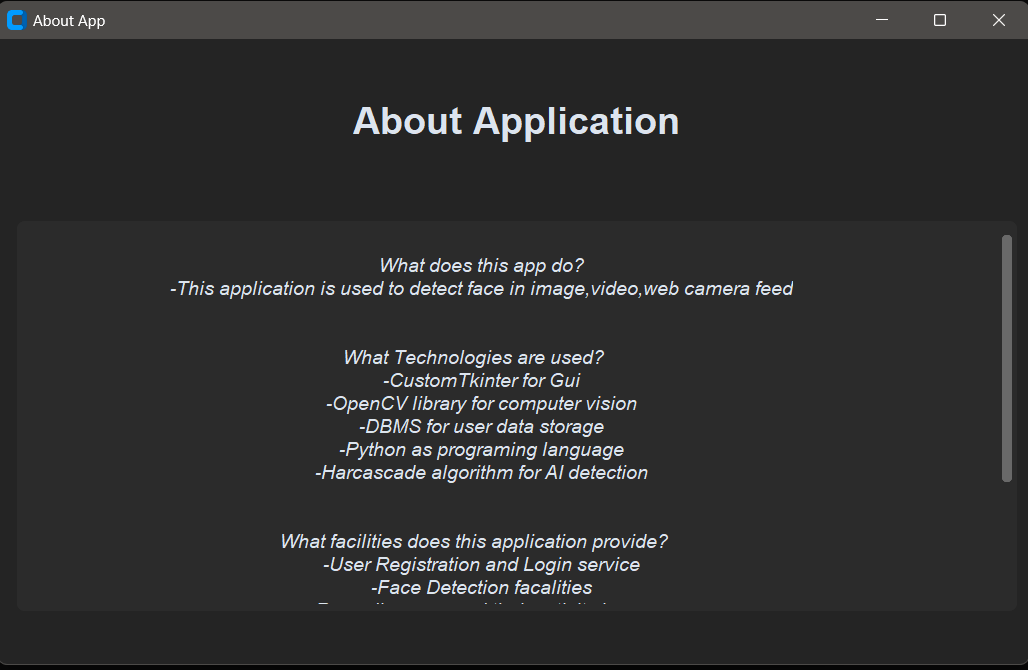 About App
About Application
What does this app do?
-This application is used to detect face in image,video,web camera feed
What Technologies are used?
-CustomTkinter for Gui
-OpenCV library for computer vision
-DBMS for user data storage
-Python as programing language
-Harcascade algorithm for AI detection
What facilities does this application provide?
-User Registration and Login service
-Face Detection facalities